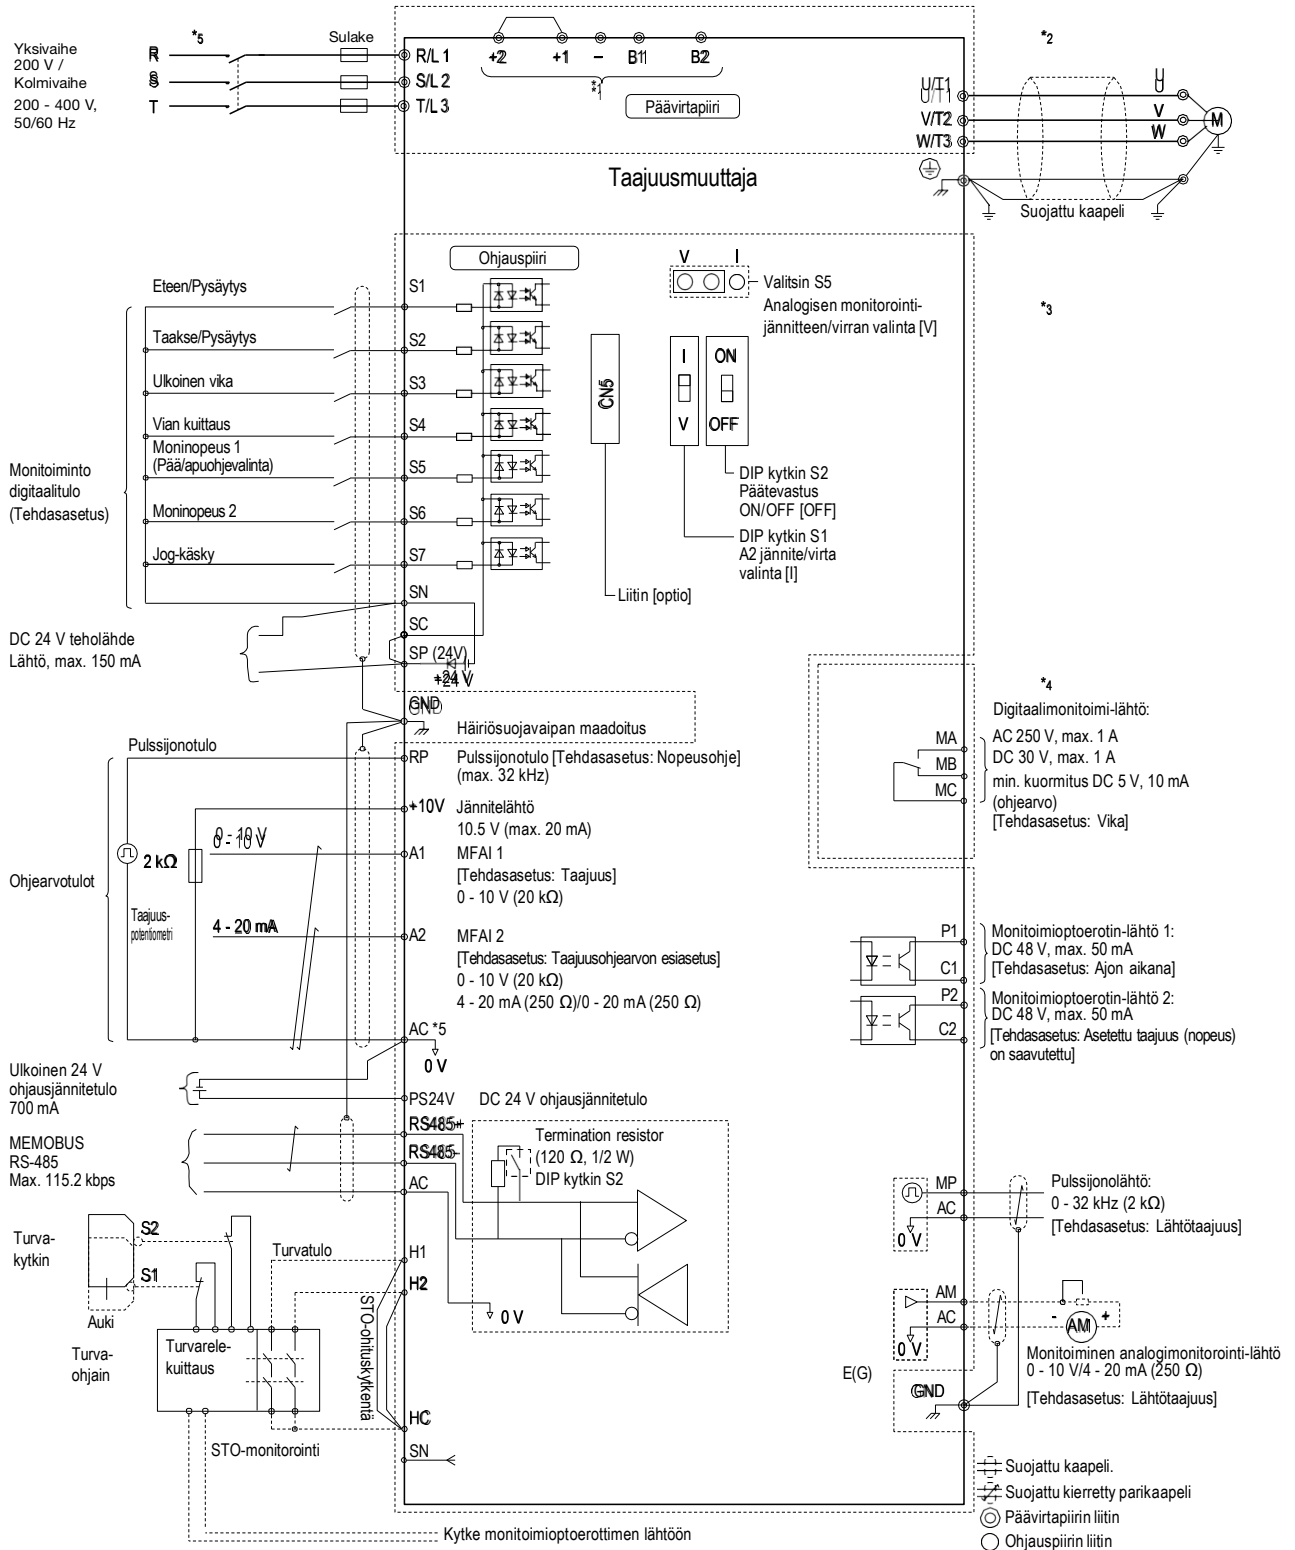 *5
Sulake
Yksivaihe
200 V /
Kolmivaihe
200 - 400 V,
50/60 Hz
R
S
T
R/L 1
S/L 2
T/L 3
+2
+1
–
B1
B2
*1
Päävirtapiiri
*2
U/T1
V/T2
W/T3
U
V
W
M
Taajuusmuuttaja
Suojattu kaapeli
Ohjauspiiri
V
I
Valitsin S5
Analogisen monitorointi-
jännitteen/virran valinta [V]
*3
Eteen/Pysäytys
S1
Taakse/Pysäytys
S2
Ulkoinen vika
S3
Vian kuittaus
S4
Moninopeus 1
(Pää/apuohjevalinta)
S5
Moninopeus 2
S6
Jog-käsky
S7
Monitoiminto
digitaalitulo
(Tehdasasetus)
CN5
I
V
ON
OFF
DIP kytkin S2
Päätevastus
ON/OFF [OFF]
DIP kytkin S1
A2 jännite/virta
valinta [I]
Liitin [optio]
SN
SC
SP (24V)
+24 V
DC 24 V teholähde
Lähtö, max. 150 mA
GND
Häiriösuojavaipan maadoitus
*4
Digitaalimonitoimi-lähtö:
AC 250 V, max. 1 A
DC 30 V, max. 1 A
min. kuormitus DC 5 V, 10 mA
(ohjearvo)
[Tehdasasetus: Vika]
MA
MB
MC
Pulssijonotulo
RP
Pulssijonotulo [Tehdasasetus: Nopeusohje]
(max. 32 kHz)
+10V
Jännitelähtö
10.5 V (max. 20 mA)
0 - 10 V
2 kΩ
A1
MFAI 1
[Tehdasasetus: Taajuus]
0 - 10 V (20 kΩ)
Ohjearvotulot
Taajuus-
potentiometri
4 - 20 mA
A2
MFAI 2
[Tehdasasetus: Taajuusohjearvon esiasetus]
0 - 10 V (20 kΩ)
4 - 20 mA (250 Ω)/0 - 20 mA (250 Ω)
P1
C1
Monitoimioptoerotin-lähtö 1:
DC 48 V, max. 50 mA
[Tehdasasetus: Ajon aikana]
P2
C2
Monitoimioptoerotin-lähtö 2:
DC 48 V, max. 50 mA
[Tehdasasetus: Asetettu taajuus (nopeus)
on saavutettu]
AC *5
0 V
Ulkoinen 24 V
ohjausjännitetulo
700 mA
PS24V
DC 24 V ohjausjännitetulo
RS485+
RS485-
AC
MEMOBUS
RS-485
Max. 115.2 kbps
Termination resistor
(120 Ω, 1/2 W)
DIP kytkin S2
0 V
MP
AC
0 V
Pulssijonolähtö:
0 - 32 kHz (2 kΩ)
[Tehdasasetus: Lähtötaajuus]
Turva-
kytkin
S2
S1
Auki
Turvatulo
H1
H2
STO-ohituskytkentä
HC
SN
Turva-
ohjain
Turvarele-
kuittaus
STO-monitorointi
Kytke monitoimioptoerottimen lähtöön
AM
AC
0 V
-
+
AM
Monitoiminen analogimonitorointi-lähtö
0 - 10 V/4 - 20 mA (250 Ω)
[Tehdasasetus: Lähtötaajuus]
E(G)
GND
Suojattu kaapeli.
Suojattu kierretty parikaapeli
Päävirtapiirin liitin
Ohjauspiirin liitin